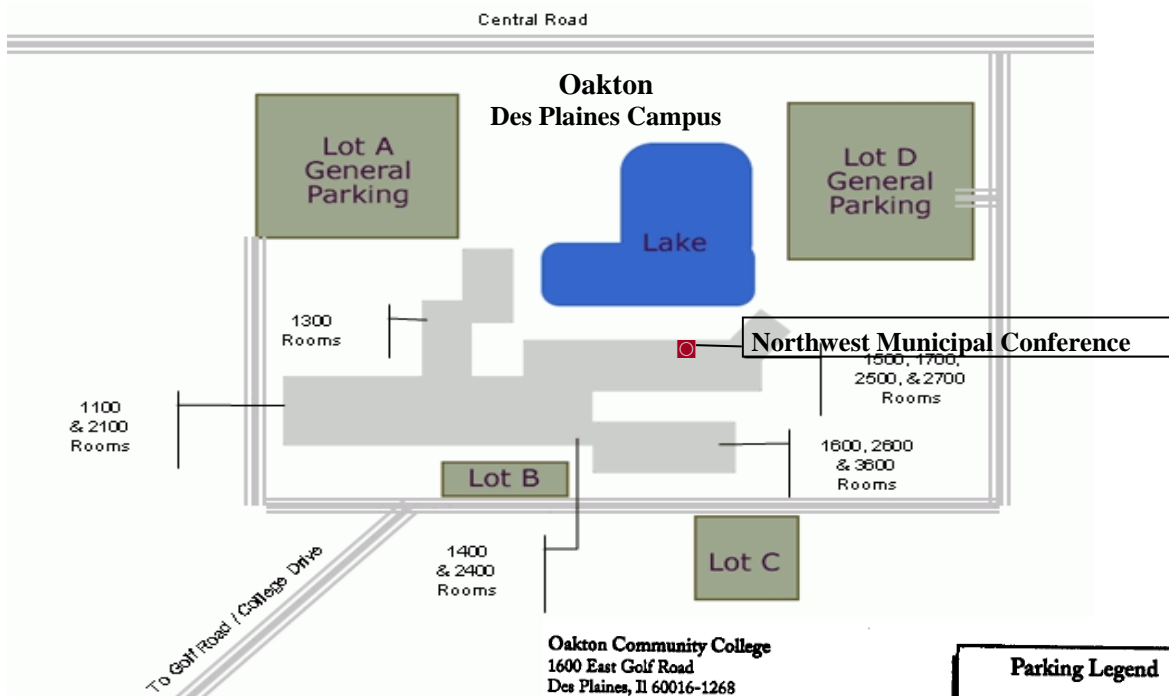 Central Road
Oakton
Des Plaines Campus
Lot A
General
Parking
Lot D
General
Parking
Lake
1300
Rooms
Northwest Municipal Conference
1500, 1700,
2500, & 2700
Rooms
1100
& 2100
Rooms
1600, 2600
& 3600
Rooms
Lot B
1400
& 2400
Rooms
Lot C
To Golf Road / College Drive
Oakton Community College
1600 East Golf Road
Des Plaines, Il 60016-1268
Parking Legend